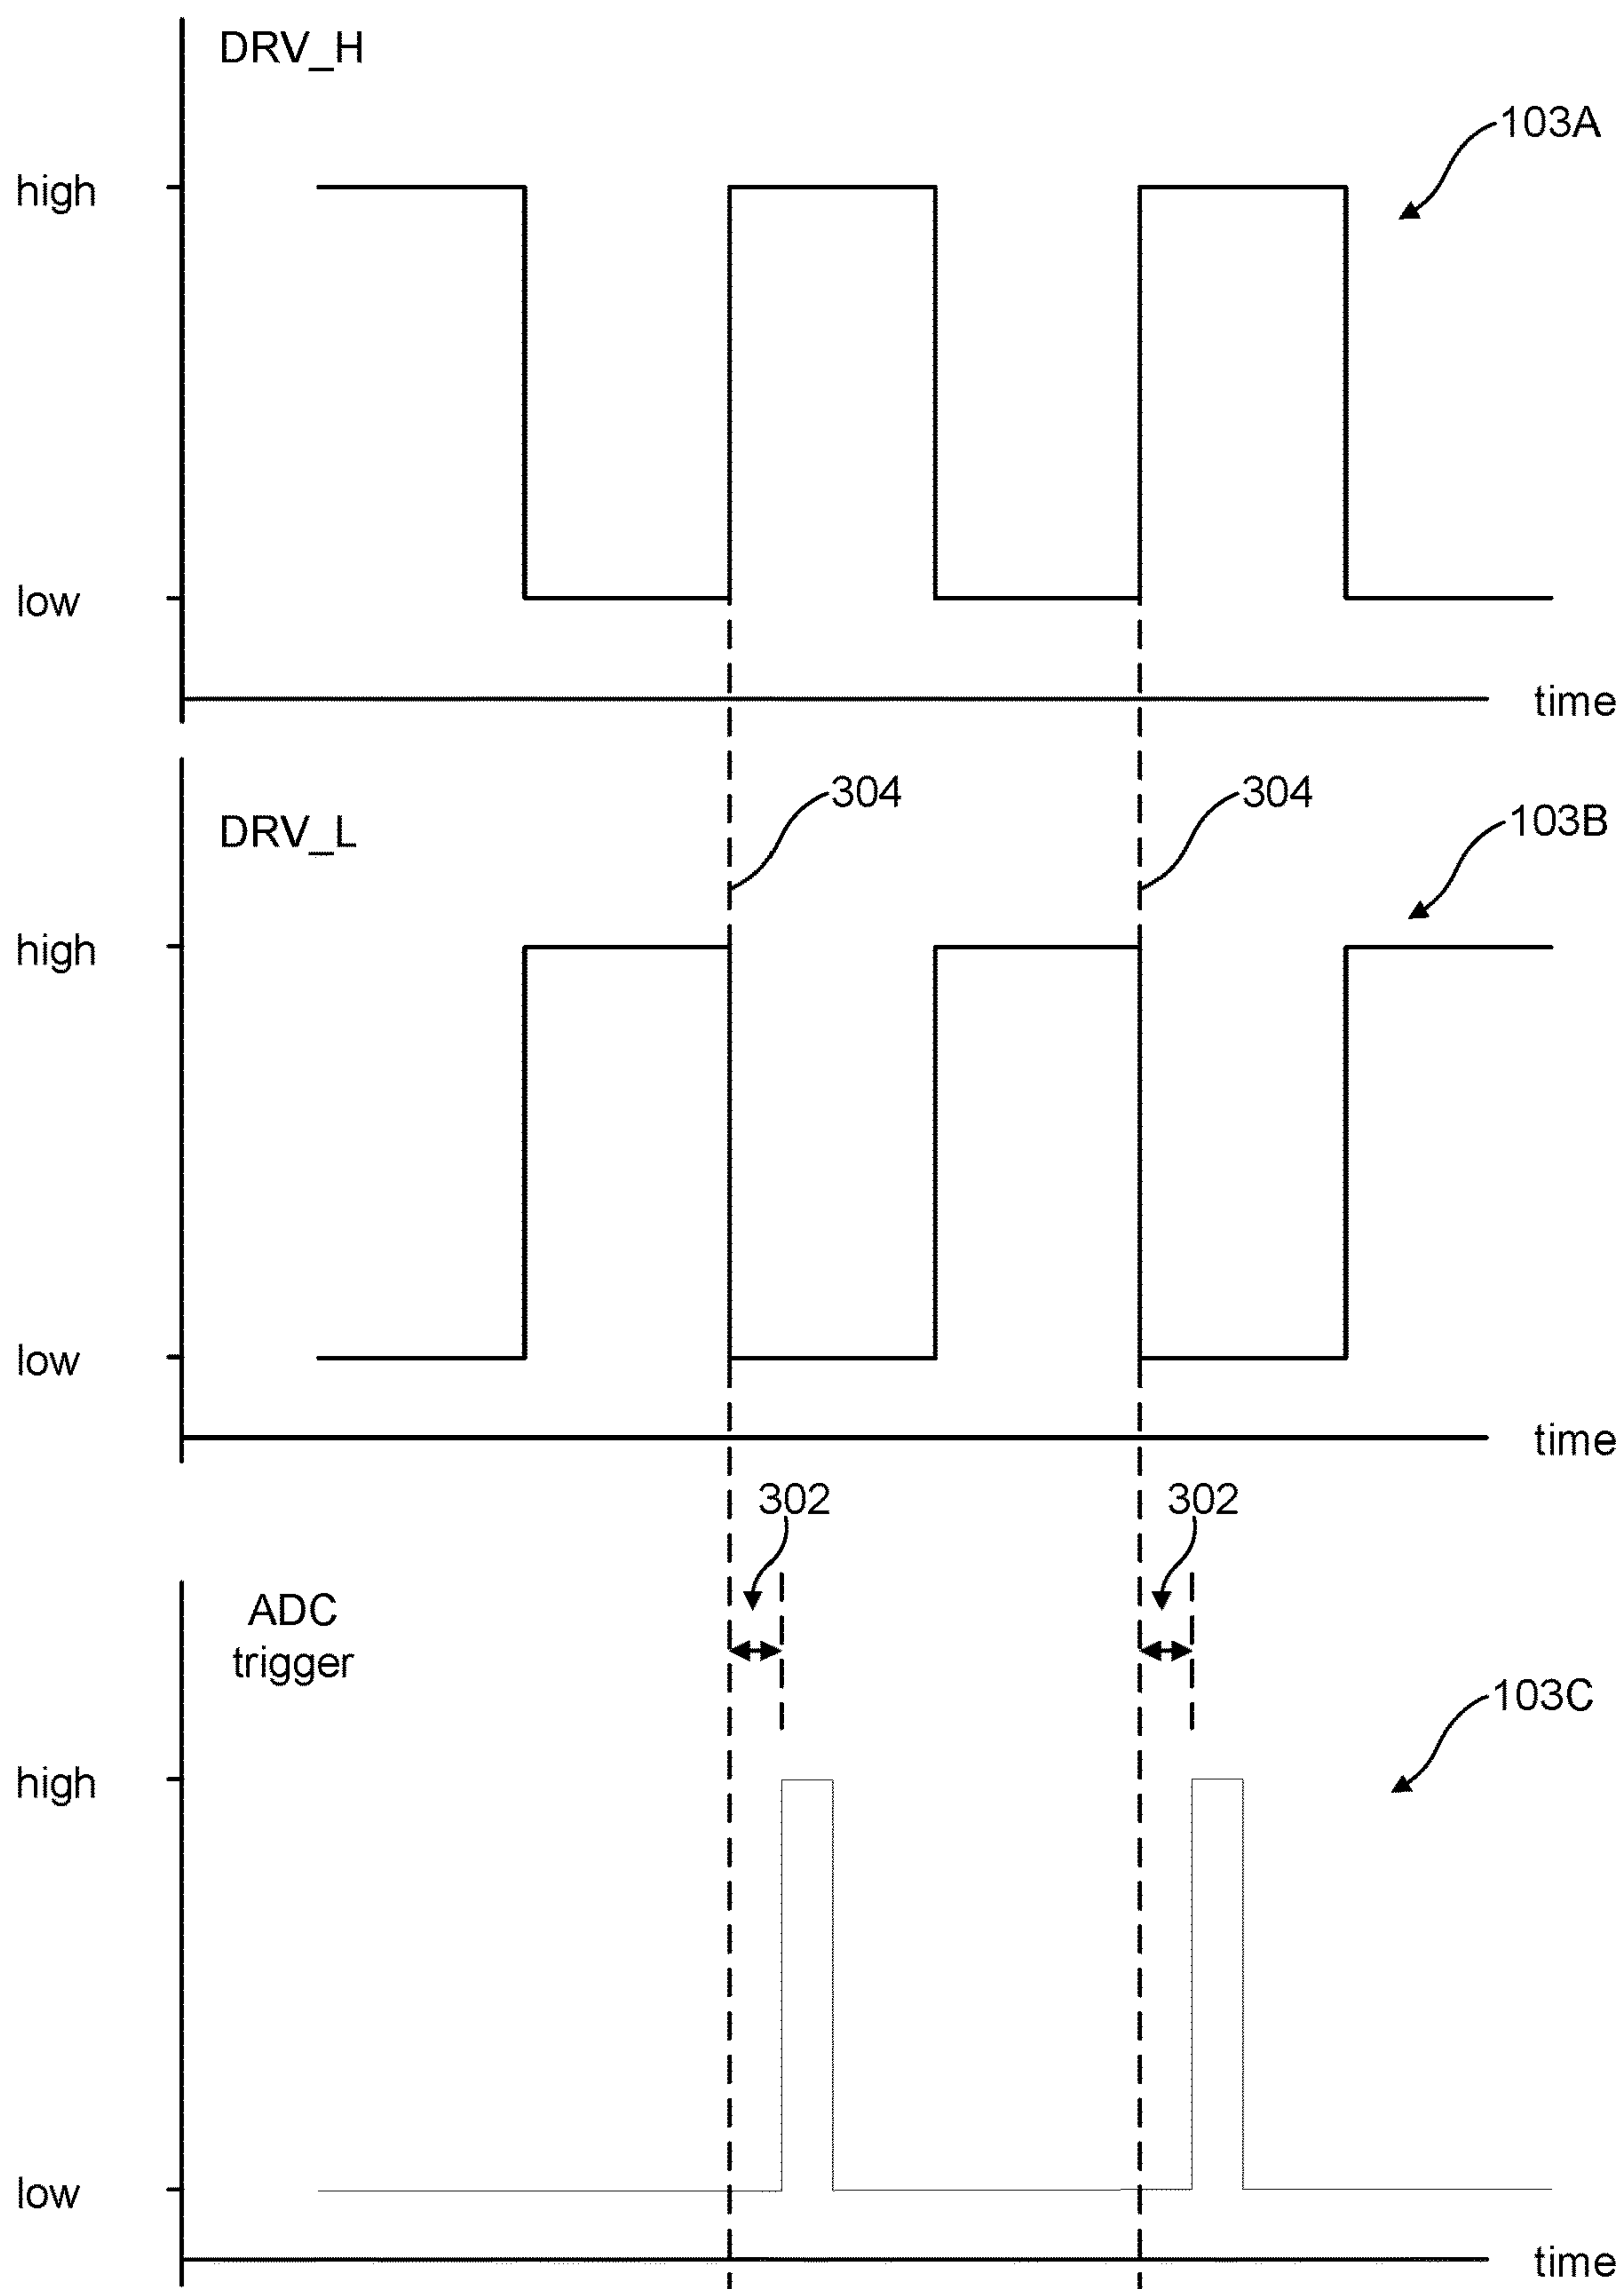 DRV_H
103A
high
low
time
304
304
DRV_L
103B
high
low
time
302
302
ADC
trigger
103C
high
low
time